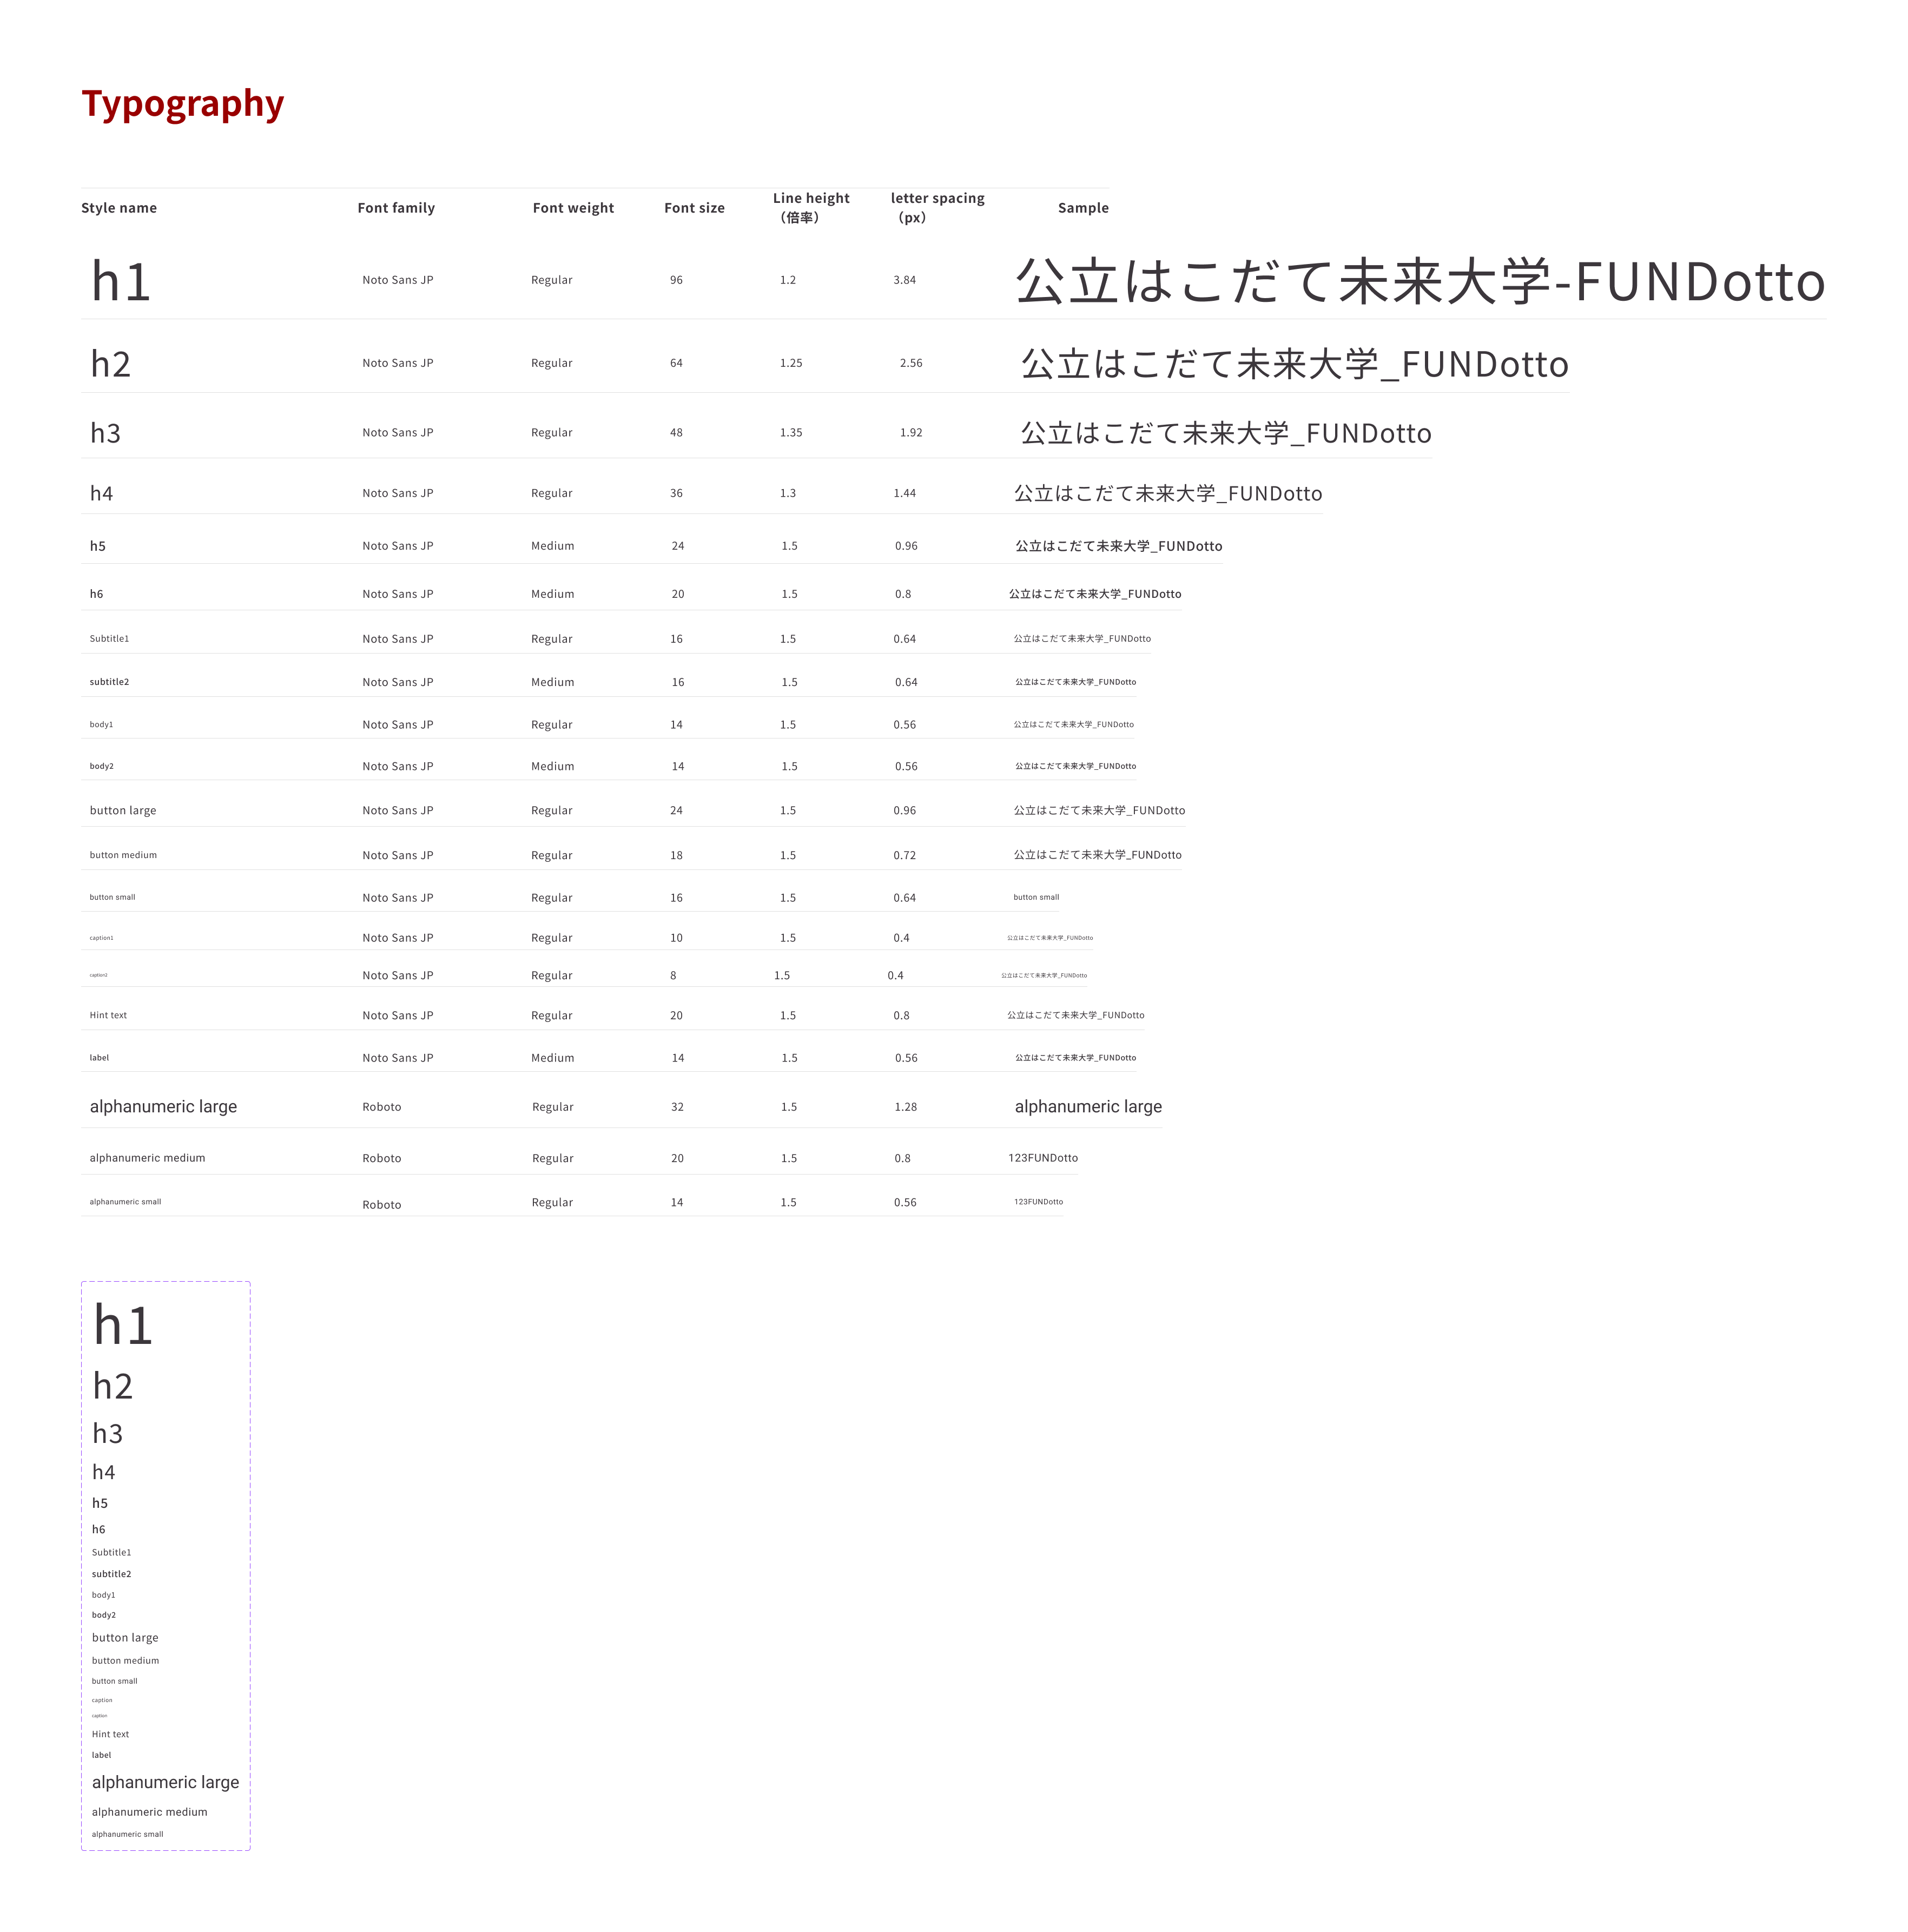 Typography
Style name Font family Font weight Font size Line height（倍率） letter spacing（px） Sample
h1 Noto Sans JP Regular 96 1.2 3.84 公立はこだて未来大学-FUNDotto
h2 Noto Sans JP Regular 64 1.25 2.56 公立はこだて未来大学_FUNDotto
h3 Noto Sans JP Regular 48 1.35 1.92 公立はこだて未来大学_FUNDotto
h4 Noto Sans JP Regular 36 1.3 1.44 公立はこだて未来大学_FUNDotto
h5 Noto Sans JP Medium 24 1.5 0.96 公立はこだて未来大学_FUNDotto
h6 Noto Sans JP Medium 20 1.5 0.8 公立はこだて未来大学_FUNDotto
Subtitle1 Noto Sans JP Regular 16 1.5 0.64 公立はこだて未来大学_FUNDotto
subtitle2 Noto Sans JP Medium 16 1.5 0.64 公立はこだて未来大学_FUNDotto
body1 Noto Sans JP Regular 14 1.5 0.56 公立はこだて未来大学_FUNDotto
body2 Noto Sans JP Medium 14 1.5 0.56 公立はこだて未来大学_FUNDotto
button large Noto Sans JP Regular 24 1.5 0.96 公立はこだて未来大学_FUNDotto
button medium Noto Sans JP Regular 18 1.5 0.72 公立はこだて未来大学_FUNDotto
button small Noto Sans JP Regular 16 1.5 0.64 button small
caption1 Noto Sans JP Regular 10 1.5 0.4 公立はこだて未来大学_FUNDotto
caption2 Noto Sans JP Regular 8 1.5 0.4 公立はこだて未来大学_FUNDotto
Hint text Noto Sans JP Regular 20 1.5 0.8 公立はこだて未来大学_FUNDotto
label Noto Sans JP Medium 14 1.5 0.56 公立はこだて未来大学_FUNDotto
alphanumeric large Roboto Regular 32 1.5 1.28 alphanumeric large
alphanumeric medium Roboto Regular 20 1.5 0.8 123FUNDotto
alphanumeric small Roboto Regular 14 1.5 0.56 123FUNDotto
h1
h2
h3
h4
h5
h6
Subtitle1
subtitle2
body1
body2
button large
button medium
button small
caption
caption
Hint text
label
alphanumeric large
alphanumeric medium
alphanumeric small